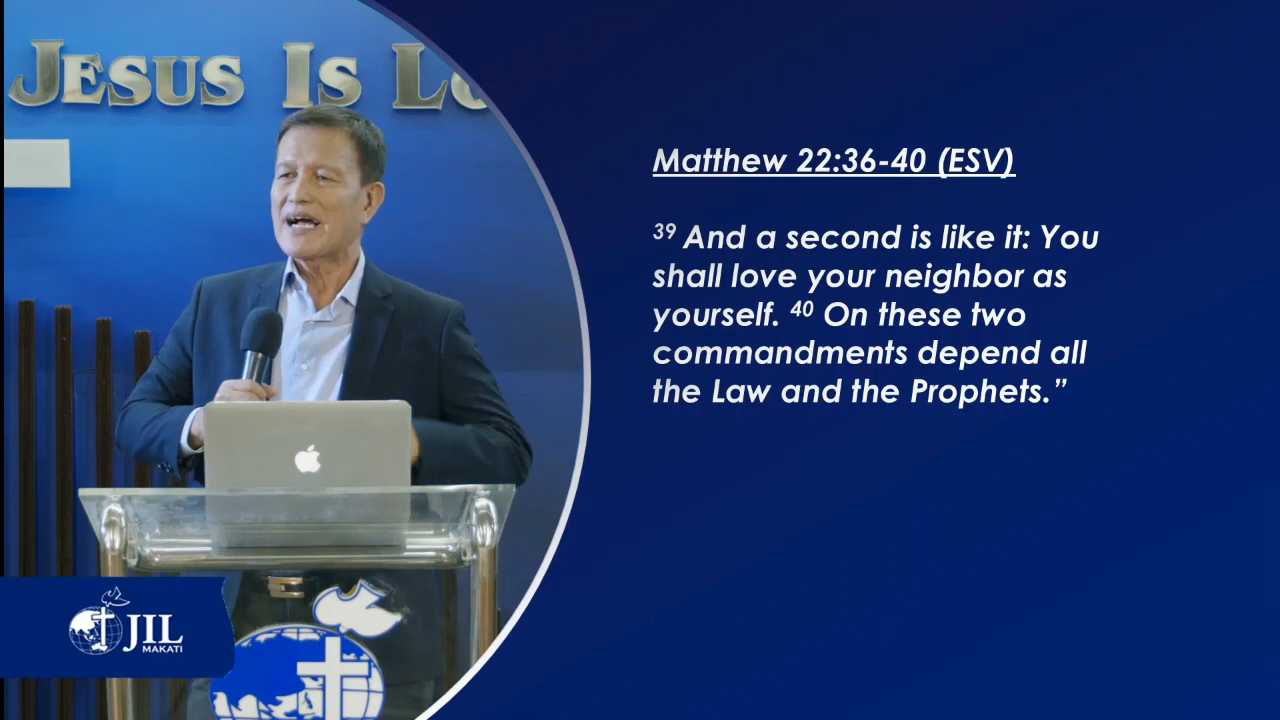 JESUS IS LO
Matthew 22:36-40 (ESV)
39 And a second is like it: You
shall love your neighbor as
yourself. 40 On these two
commandments depend all
the Law and the Prophets.”
JIL
MAKATI